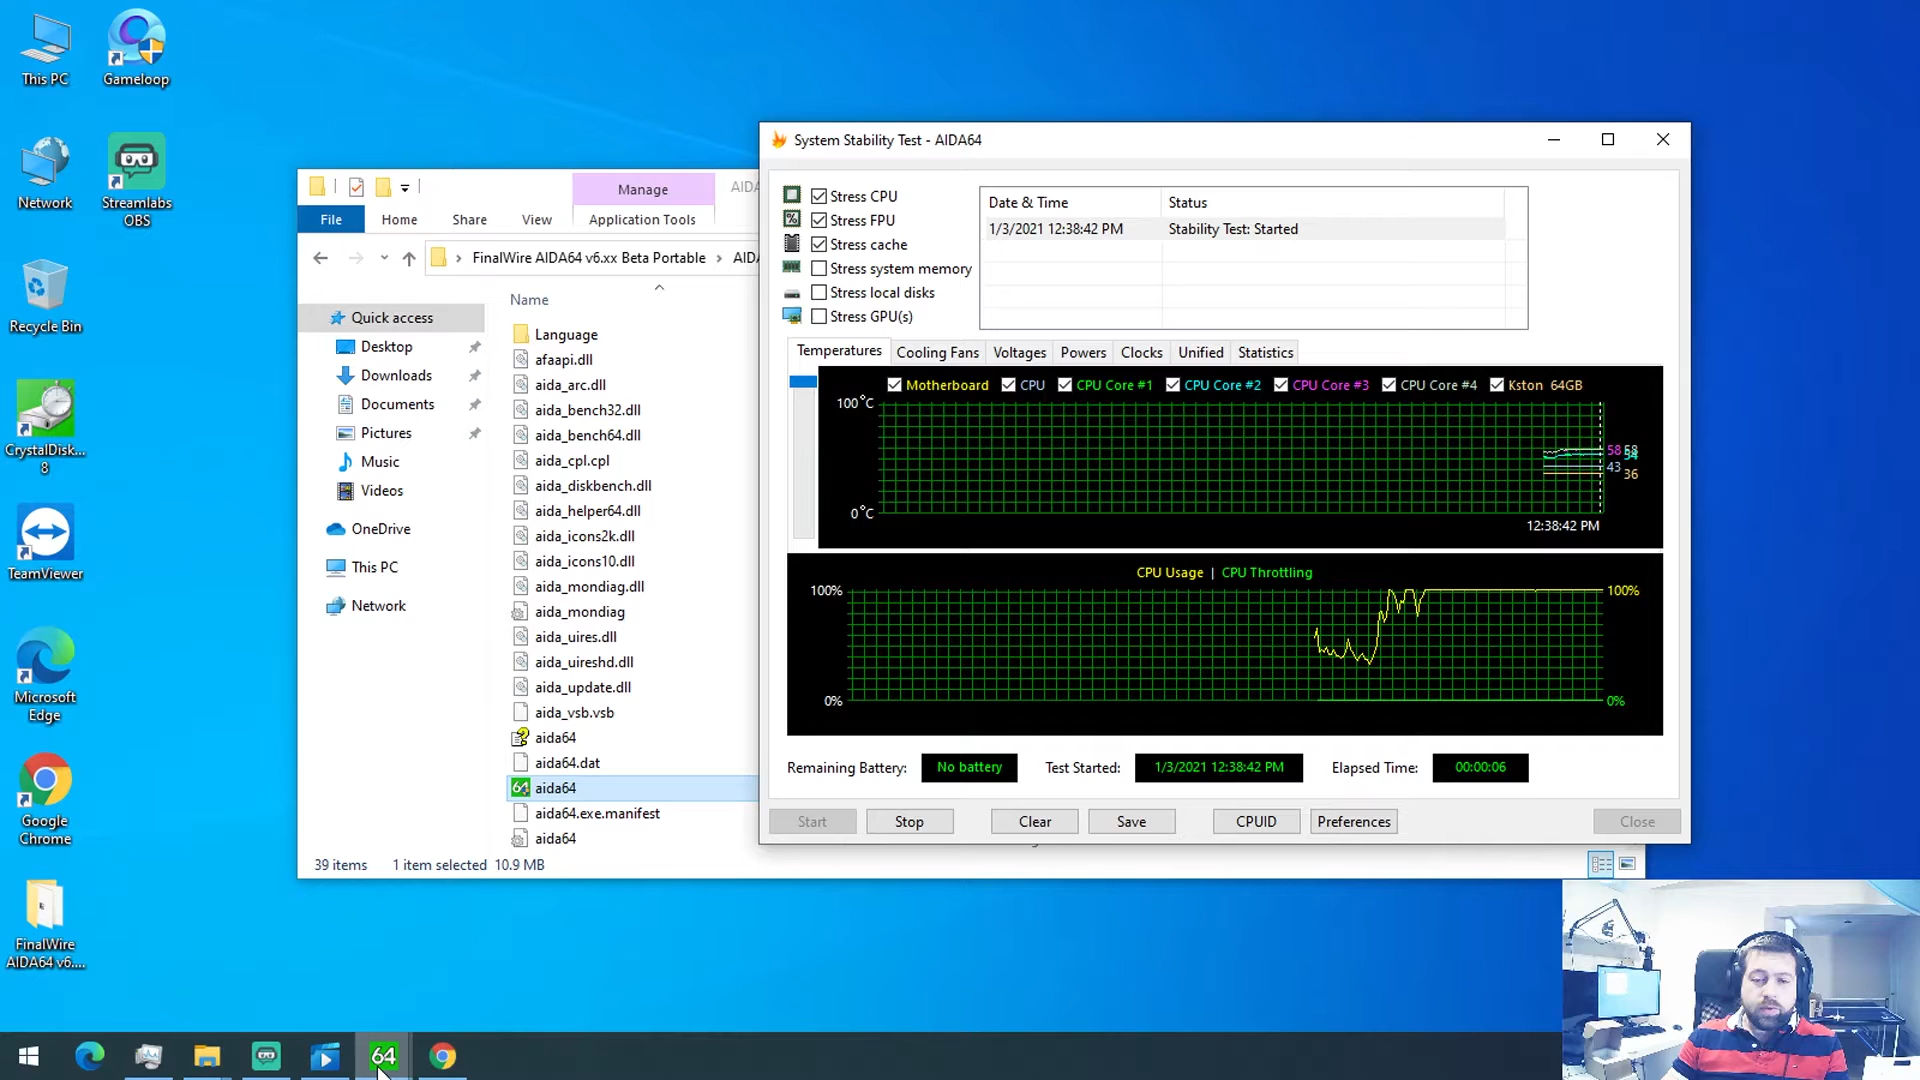 This PC
Gameloop
Network
Streamlabs
OBS
Recycle Bin
CrystalDisk...
8
TeamViewer
Microsoft
Edge
Google
Chrome
FinalWire
AIDA64 v6....
Manage
AIDA
File
Home
Share
View
Application Tools
FinalWire AIDA64 v6.xx Beta Portable
AIDA
Quick access
Desktop
Downloads
Documents
Pictures
Music
Videos
OneDrive
This PC
Network
Name
Language
afaapi.dll
aida_arc.dll
aida_bench32.dll
aida_bench64.dll
aida_cpl.cpl
aida_diskbench.dll
aida_helper64.dll
aida_icons2k.dll
aida_icons10.dll
aida_mondiag.dll
aida_mondiag
aida_uires.dll
aida_uireshd.dll
aida_update.dll
aida_vsb.vsb
aida64
aida64.dat
aida64
aida64.exe.manifest
aida64
39 items 1 item selected 10.9 MB
System Stability Test - AIDA64
Stress CPU
Stress FPU
Stress cache
Stress system memory
Stress local disks
Stress GPU(s)
Date & Time Status
1/3/2021 12:38:42 PM Stability Test: Started
Temperatures Cooling Fans Voltages Powers Clocks Unified Statistics
Motherboard CPU CPU Core #1 CPU Core #2 CPU Core #3 CPU Core #4 Kston 64GB
100°C
58 58
54
43
36
0°C
12:38:42 PM
CPU Usage | CPU Throttling
100% 100%
0% 0%
Remaining Battery: No battery Test Started: 1/3/2021 12:38:42 PM Elapsed Time: 00:00:06
Start Stop Clear Save CPUID Preferences Close
64